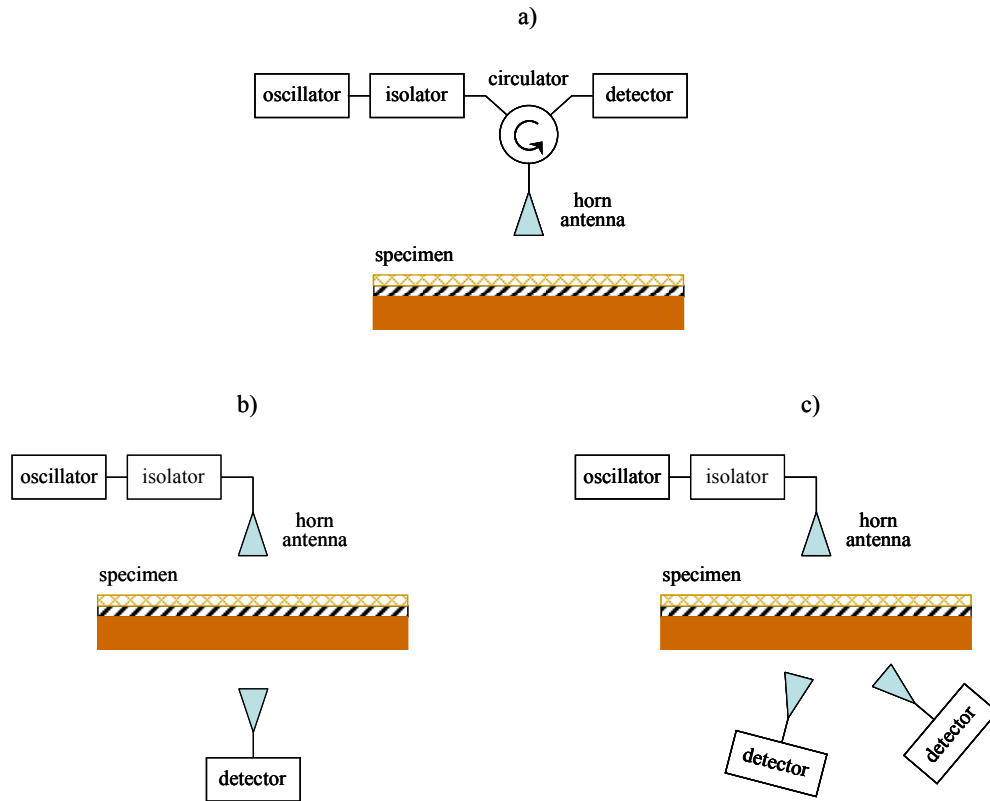 a)
oscillator
isolator
circulator
detector
horn
antenna
specimen
b)
oscillator
isolator
horn
antenna
specimen
detector
c)
oscillator
isolator
horn
antenna
specimen
detector
detector